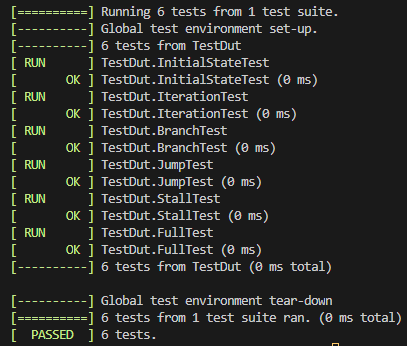 [==========] Running 6 tests from 1 test suite.
[----------] Global test environment set-up.
[----------] 6 tests from TestDut
[ RUN      ] TestDut.InitialStateTest
[       OK ] TestDut.InitialStateTest (0 ms)
[ RUN      ] TestDut.IterationTest
[       OK ] TestDut.IterationTest (0 ms)
[ RUN      ] TestDut.BranchTest
[       OK ] TestDut.BranchTest (0 ms)
[ RUN      ] TestDut.JumpTest
[       OK ] TestDut.JumpTest (0 ms)
[ RUN      ] TestDut.StallTest
[       OK ] TestDut.StallTest (0 ms)
[ RUN      ] TestDut.FullTest
[       OK ] TestDut.FullTest (0 ms)
[----------] 6 tests from TestDut (0 ms total)
[----------] Global test environment tear-down
[==========] 6 tests from 1 test suite ran. (0 ms total)
[  PASSED  ] 6 tests.